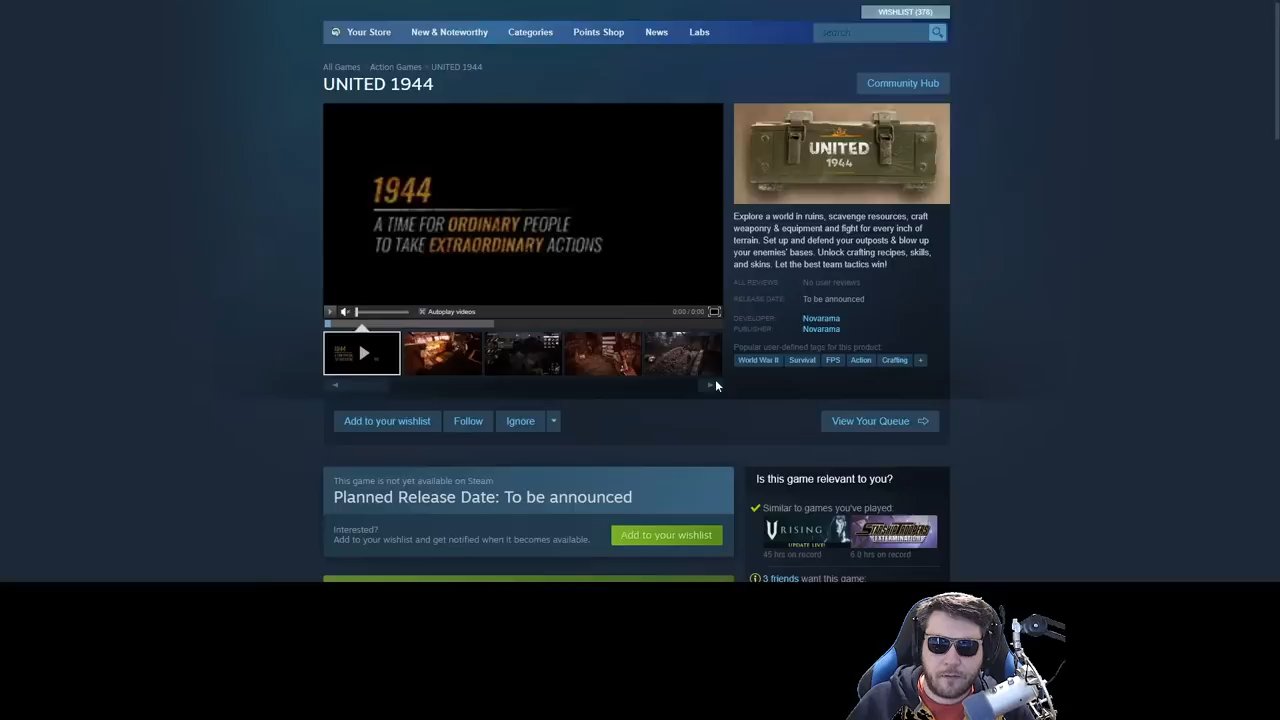 WISHLIST (378)
Your Store
New & Noteworthy
Categories
Points Shop
News
Labs
search
All Games > Action Games > UNITED 1944
UNITED 1944
Community Hub
1944
A TIME FOR ORDINARY PEOPLE
TO TAKE EXTRAORDINARY ACTIONS
Autoplay videos
0:00 / 0:00
UNITED
1944
Explore a world in ruins, scavenge resources, craft
weaponry & equipment and fight for every inch of
terrain. Set up and defend your outposts & blow up
your enemies' bases. Unlock crafting recipes, skills,
and skins. Let the best team tactics win!
ALL REVIEWS: No user reviews
RELEASE DATE: To be announced
DEVELOPER: Novarama
PUBLISHER: Novarama
Popular user-defined tags for this product:
World War II
Survival
FPS
Action
Crafting
+
Add to your wishlist
Follow
Ignore
View Your Queue
This game is not yet available on Steam
Planned Release Date: To be announced
Interested?
Add to your wishlist and get notified when it becomes available.
Add to your wishlist
Is this game relevant to you?
Similar to games you've played:
V RISING
UPDATE LIVE!
STARSHIP TROOPERS
EXTERMINATION
45 hrs on record
6.0 hrs on record
3 friends want this game: